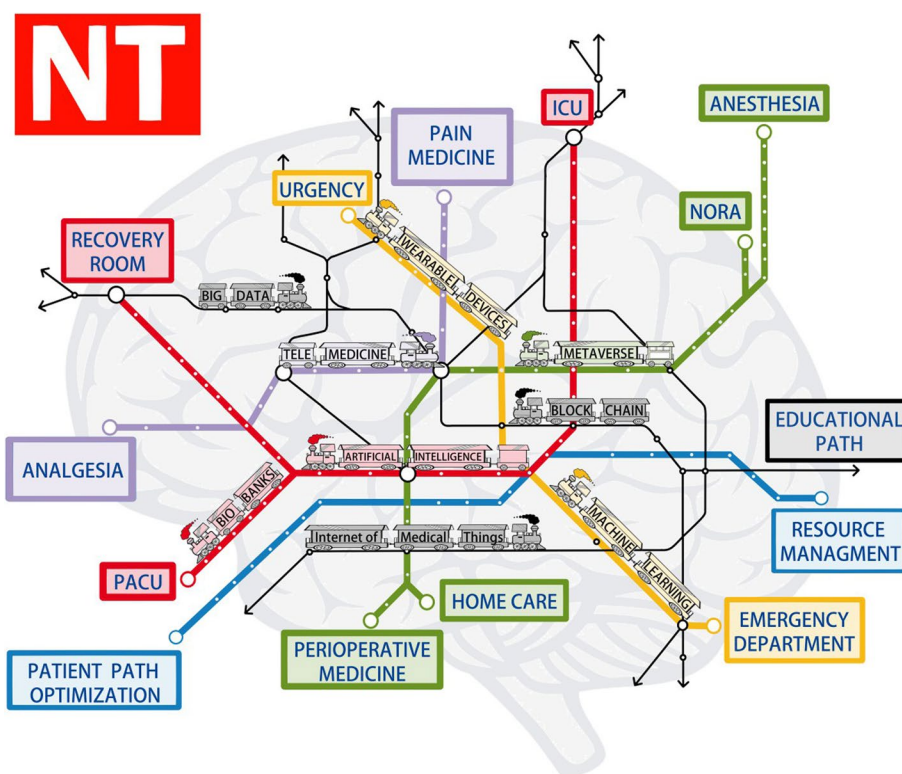 NT
ICU
ANESTHESIA
PAIN
MEDICINE
URGENCY
NORA
RECOVERY
ROOM
WEARABLE
DEVICES
BIG DATA
TELE MEDICINE
METAVERSE
BLOCK CHAIN
EDUCATIONAL
PATH
ANALGESIA
ARTIFICIAL INTELLIGENCE
BIO BANKS
MACHINE
LEARNING
RESOURCE
MANAGMENT
Internet of Medical Things
PACU
HOME CARE
PERIOPERATIVE
MEDICINE
EMERGENCY
DEPARTMENT
PATIENT PATH
OPTIMIZATION